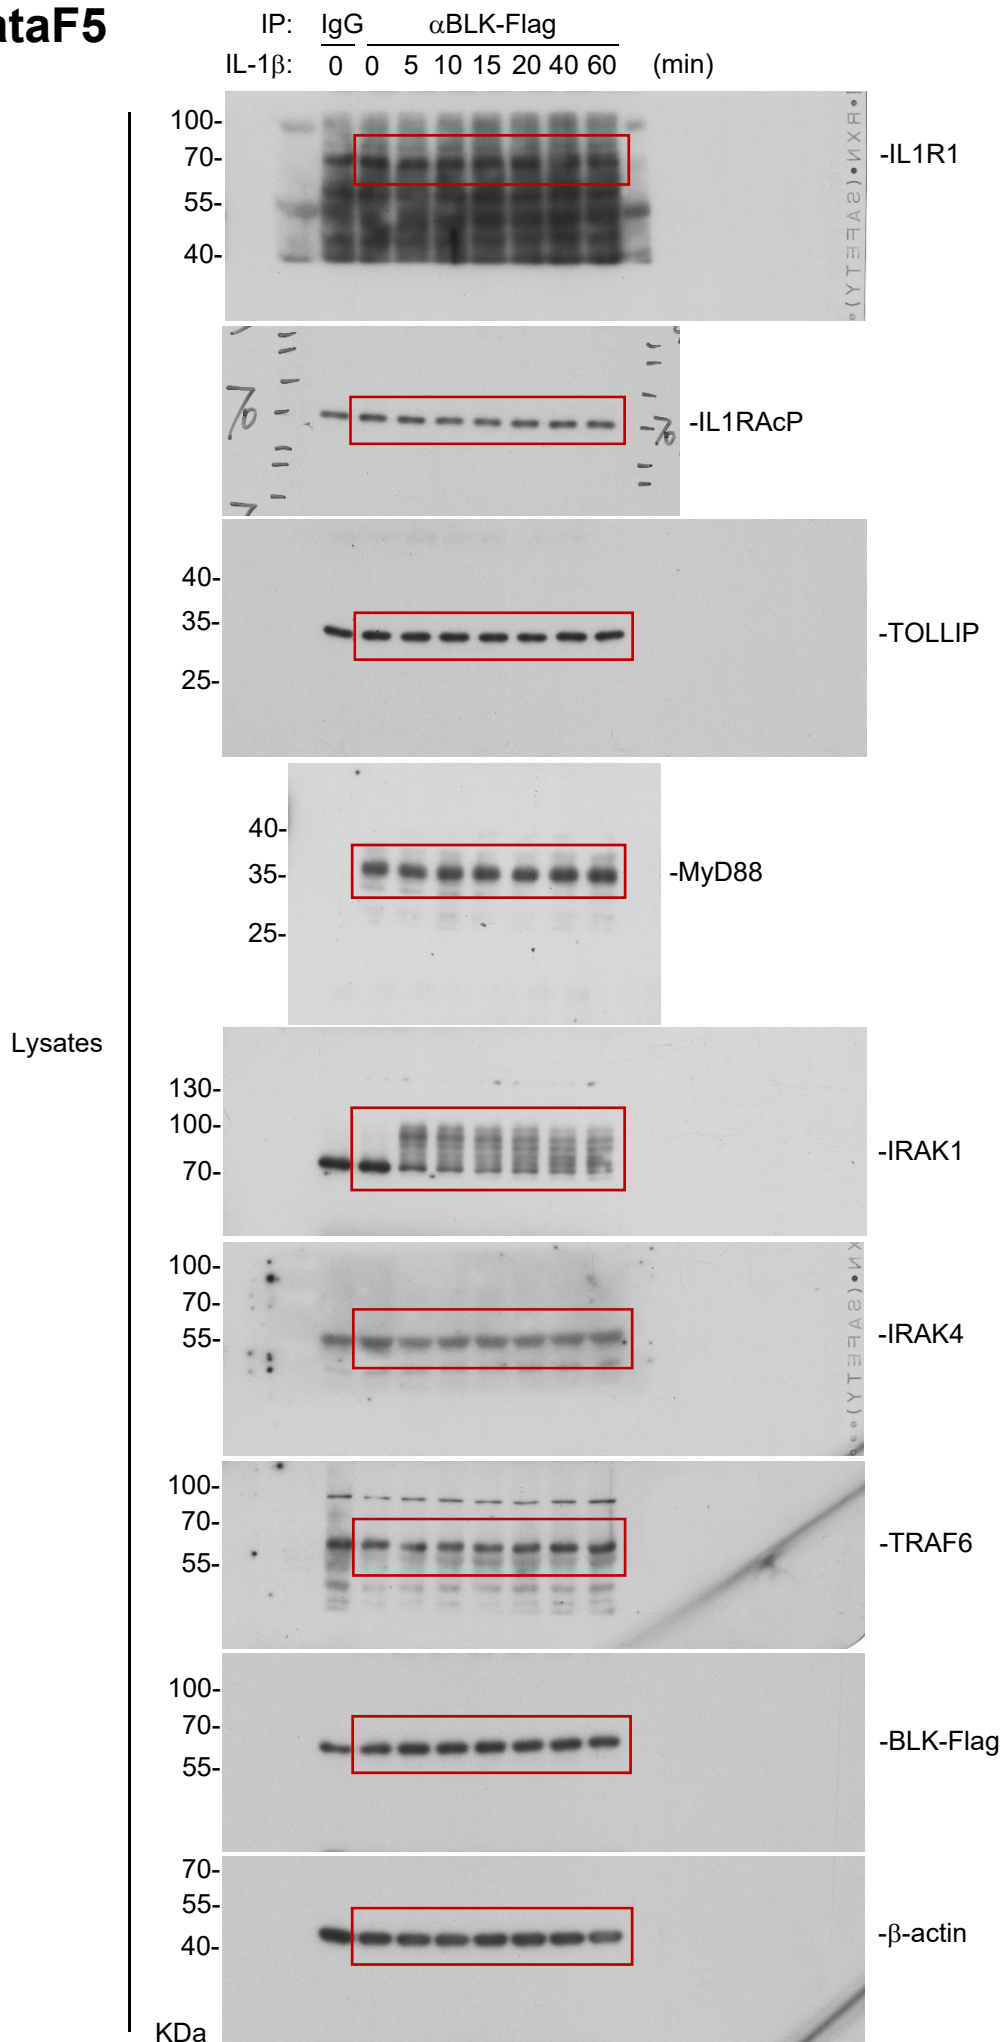 ataF5
IP: IgG αBLK-Flag
IL-1β: 0 0 5 10 15 20 40 60 (min)
100-
70-
55-
40-
-IL1R1
70
-70
-IL1RAcP
40-
35-
25-
-TOLLIP
40-
35-
25-
-MyD88
Lysates
130-
100-
70-
-IRAK1
100-
70-
55-
-IRAK4
100-
70-
55-
-TRAF6
100-
70-
55-
-BLK-Flag
70-
55-
40-
-β-actin
KDa